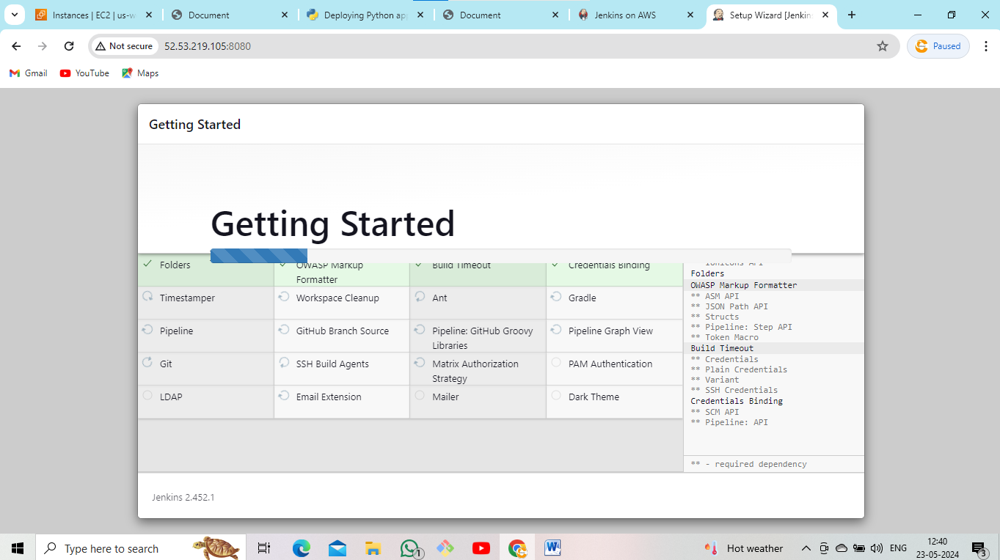 Instances | EC2 | us-w
Document
Deploying Python app
Document
Jenkins on AWS
Setup Wizard [Jenkins
Not secure
52.53.219.105:8080
Paused
Gmail
YouTube
Maps
Getting Started
Getting Started
Folders
OWASP Markup Formatter
Build Timeout
Credentials Binding
Timestamper
Workspace Cleanup
Ant
Gradle
Pipeline
GitHub Branch Source
Pipeline: GitHub Groovy
Libraries
Pipeline Graph View
Git
SSH Build Agents
Matrix Authorization
Strategy
PAM Authentication
LDAP
Email Extension
Mailer
Dark Theme
Ionicons API
Folders
OWASP Markup Formatter
** ASM API
** JSON Path API
** Structs
** Pipeline: Step API
** Token Macro
Build Timeout
** Credentials
** Plain Credentials
** Variant
** SSH Credentials
Credentials Binding
** SCM API
** Pipeline: API
** - required dependency
Jenkins 2.452.1
Type here to search
1
Hot weather
ENG
12:40
23-05-2024
3